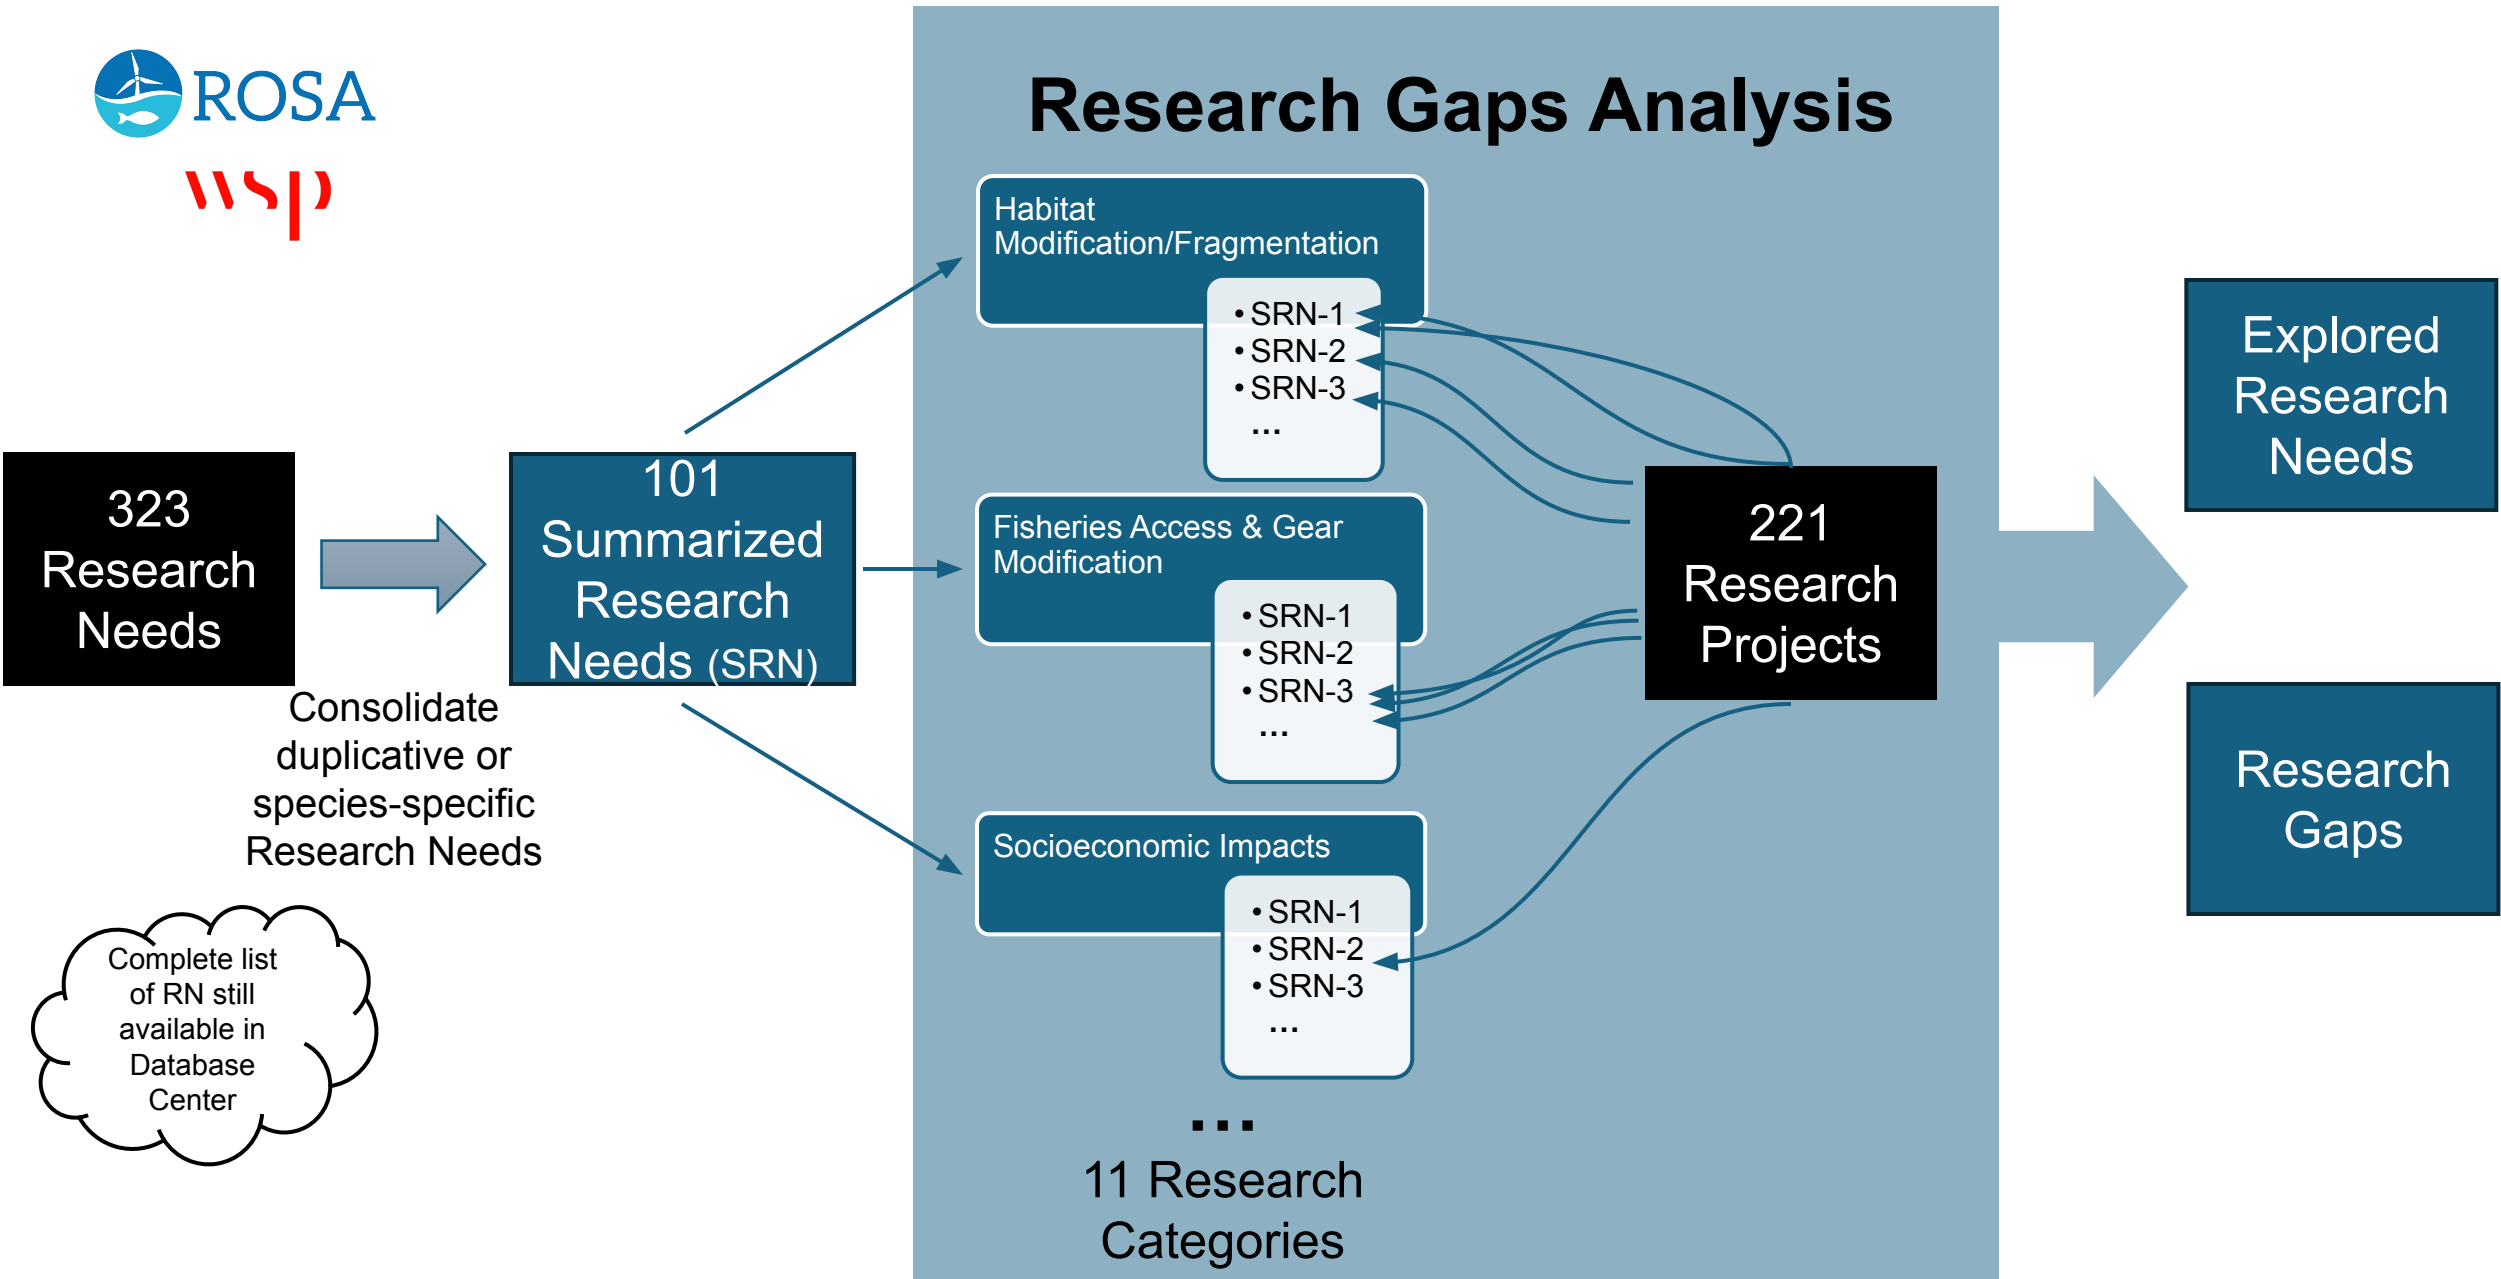 ROSA
wsp
Research Gaps Analysis
323
Research
Needs
Consolidate
duplicative or
species-specific
Research Needs
Complete list
of RN still
available in
Database
Center
101
Summarized
Research
Needs (SRN)
Habitat
Modification/Fragmentation
• SRN-1
• SRN-2
• SRN-3
...
Fisheries Access & Gear
Modification
• SRN-1
• SRN-2
• SRN-3
...
Socioeconomic Impacts
• SRN-1
• SRN-2
• SRN-3
...
...
11 Research
Categories
221
Research
Projects
Explored
Research
Needs
Research
Gaps